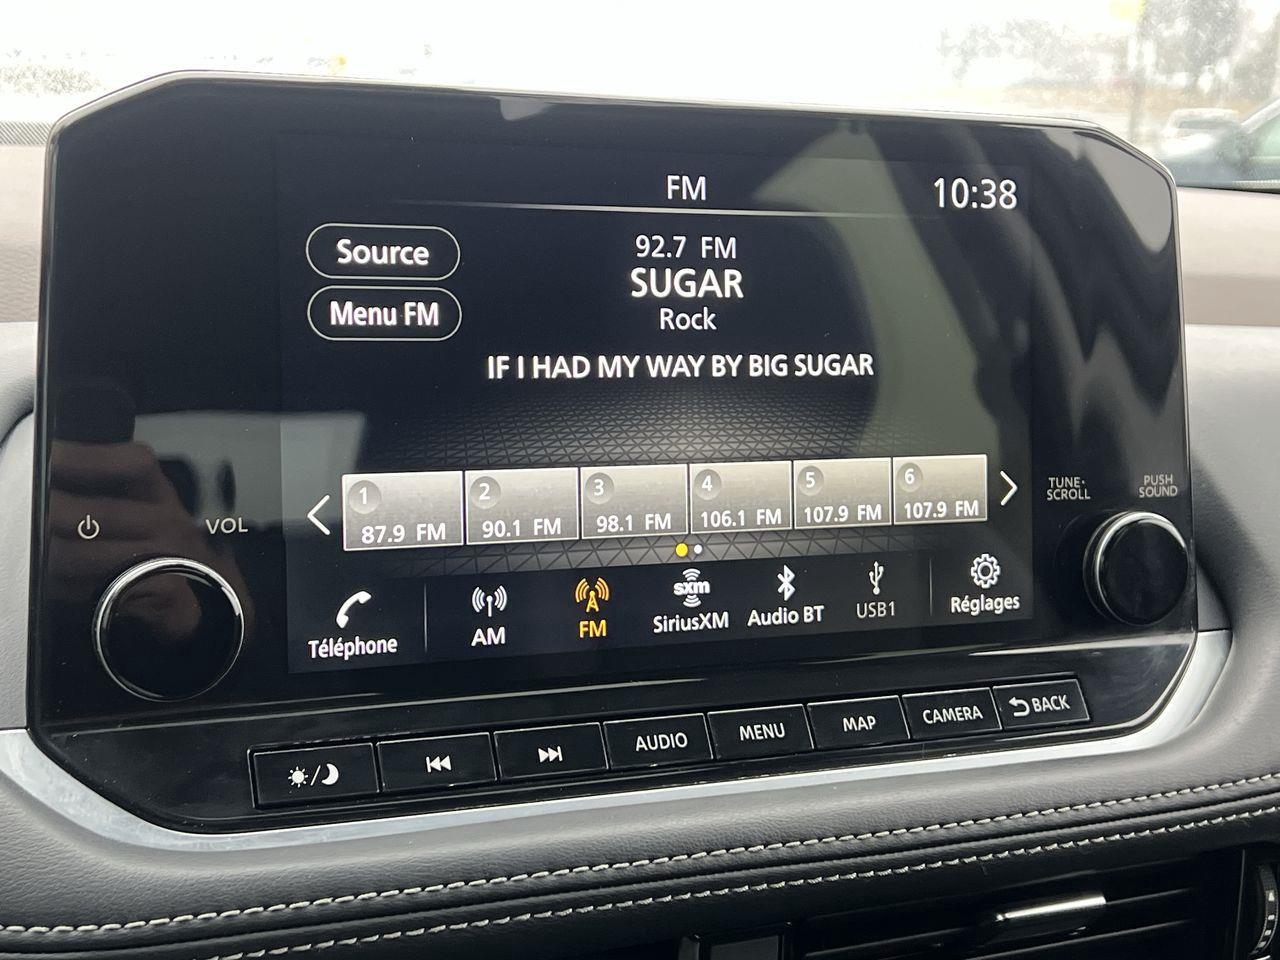 FM
10:38
Source
Menu FM
92.7 FM
SUGAR
Rock
IF I HAD MY WAY BY BIG SUGAR
1
87.9 FM
2
90.1 FM
3
98.1 FM
4
106.1 FM
5
107.9 FM
6
107.9 FM
VOL
TUNE·
SCROLL
PUSH
SOUND
Téléphone
AM
FM
sxm
SiriusXM
Audio BT
USB1
Réglages
AUDIO
MENU
MAP
CAMERA
BACK